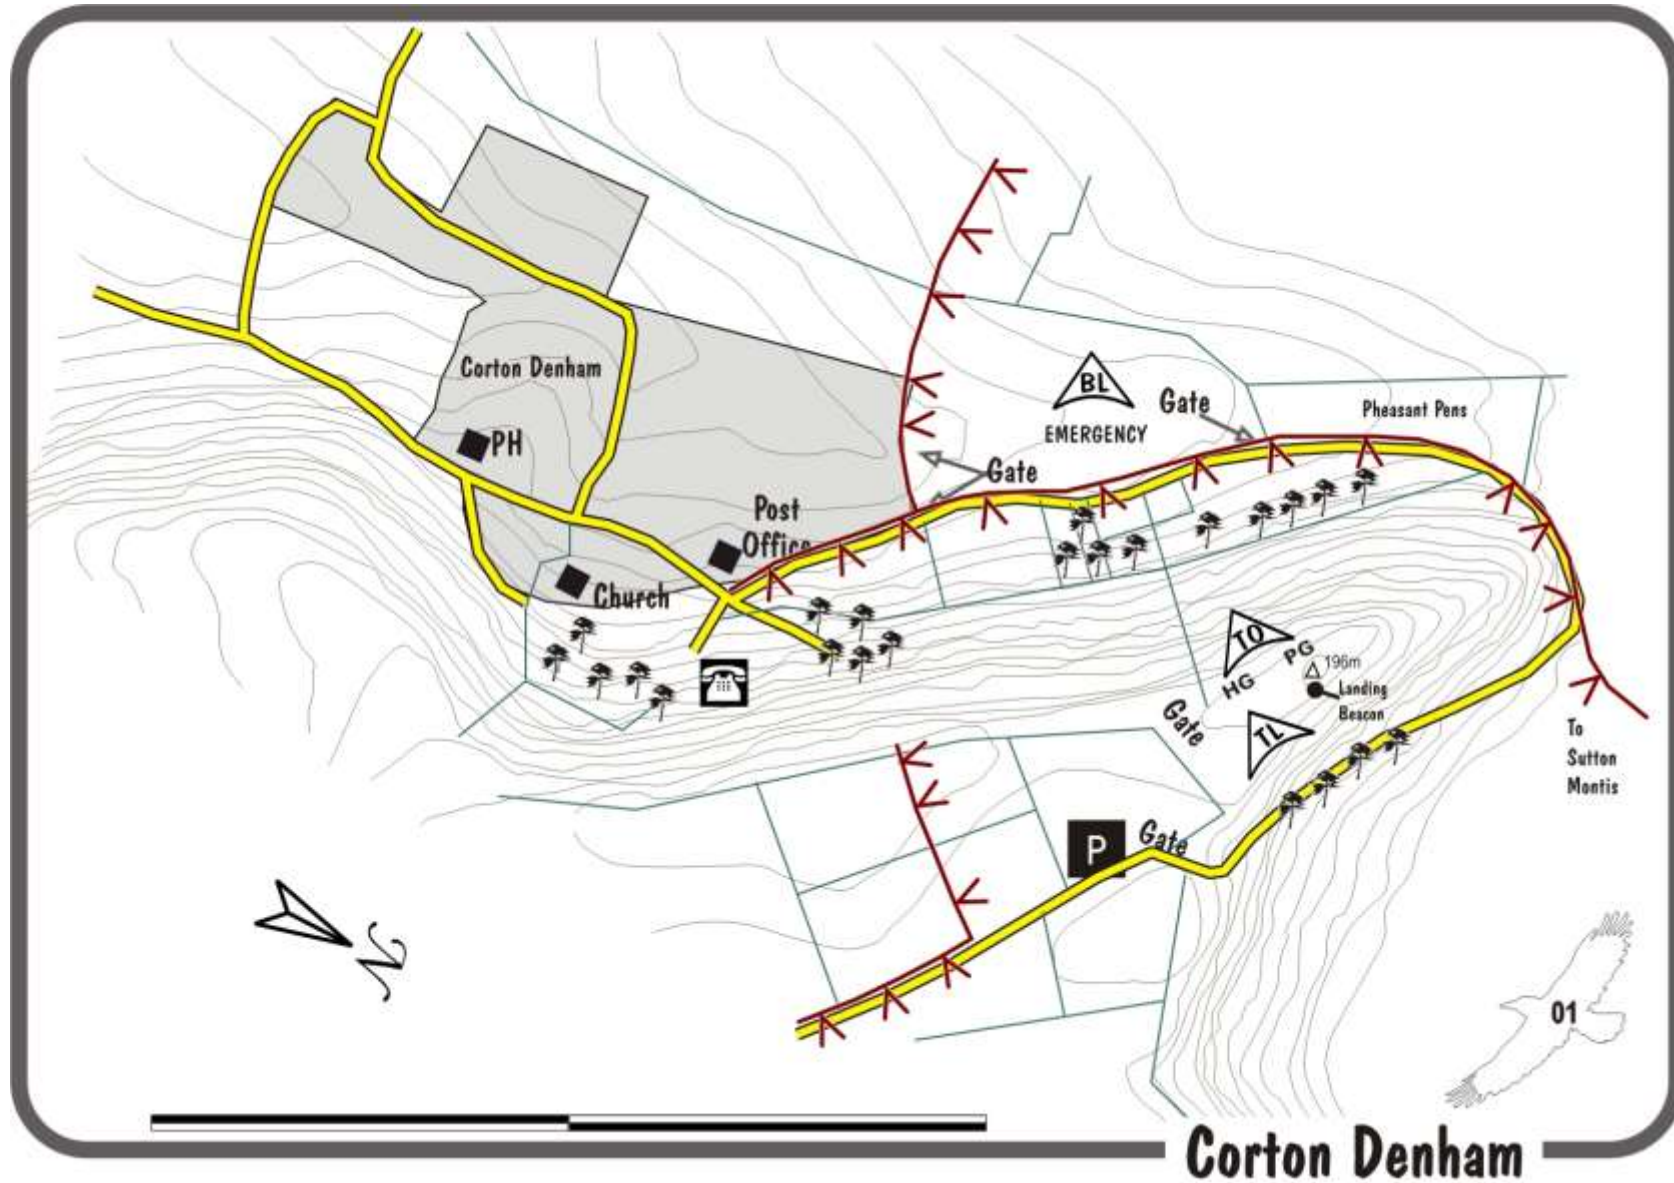 Corton Denham
PH
Post
Office
Church
BL
EMERGENCY
Gate
Gate
Pheasant Pens
TO
PG
HG
196m
Landing
Beacon
Gate
TL
To
Sutton
Montis
P
Gate
N
01
Corton Denham